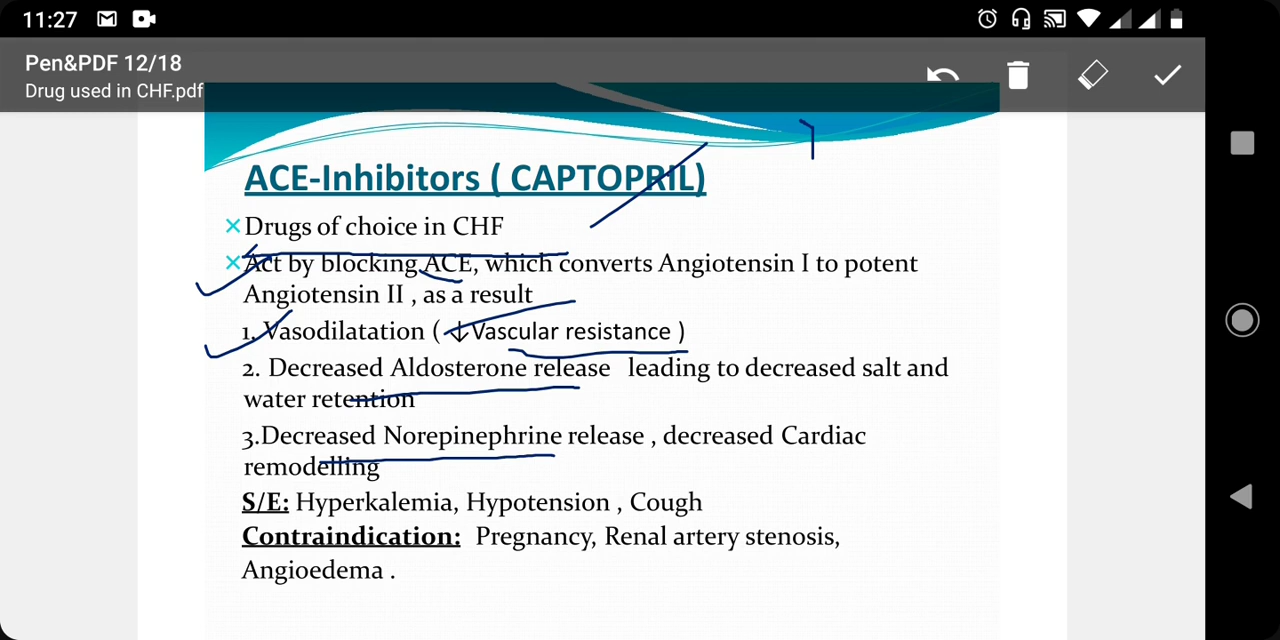 11:27
Pen&PDF 12/18
Drug used in CHF.pdf
ACE-Inhibitors ( CAPTOPRIL)
Drugs of choice in CHF
Act by blocking ACE, which converts Angiotensin I to potent
Angiotensin II , as a result
1. Vasodilatation ( ↓Vascular resistance )
2. Decreased Aldosterone release leading to decreased salt and
water retention
3.Decreased Norepinephrine release , decreased Cardiac
remodelling
S/E: Hyperkalemia, Hypotension , Cough
Contraindication: Pregnancy, Renal artery stenosis,
Angioedema .